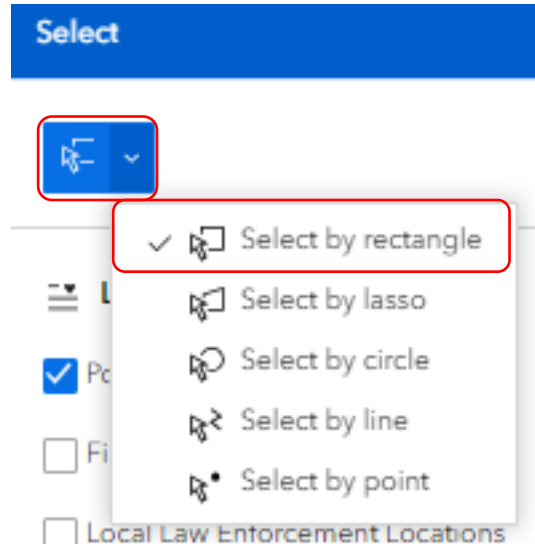 Select
Select by rectangle
Select by lasso
Select by circle
Select by line
Select by point
Local Law Enforcement Locations